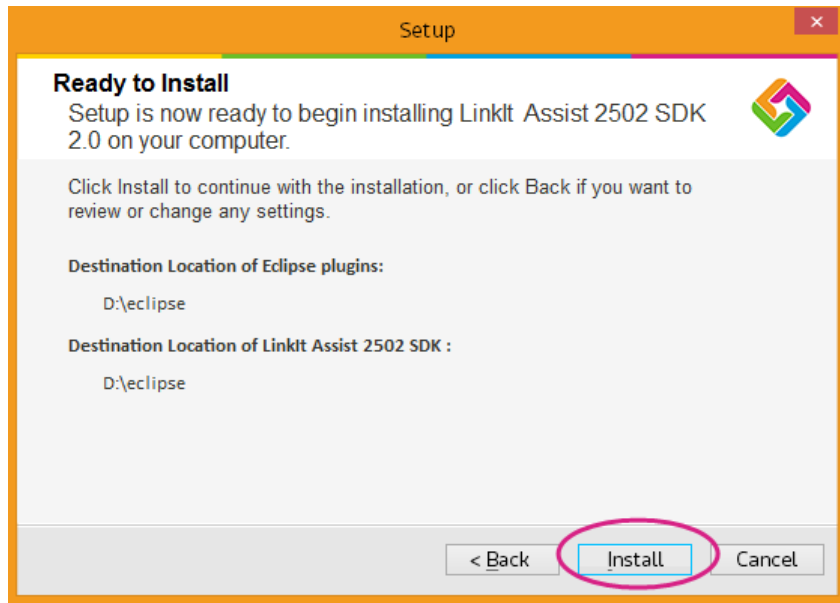 Setup
Ready to Install
Setup is now ready to begin installing LinkIt Assist 2502 SDK
2.0 on your computer.
Click Install to continue with the installation, or click Back if you want to
review or change any settings.
Destination Location of Eclipse plugins:
D:\eclipse
Destination Location of LinkIt Assist 2502 SDK :
D:\eclipse
< Back Install Cancel